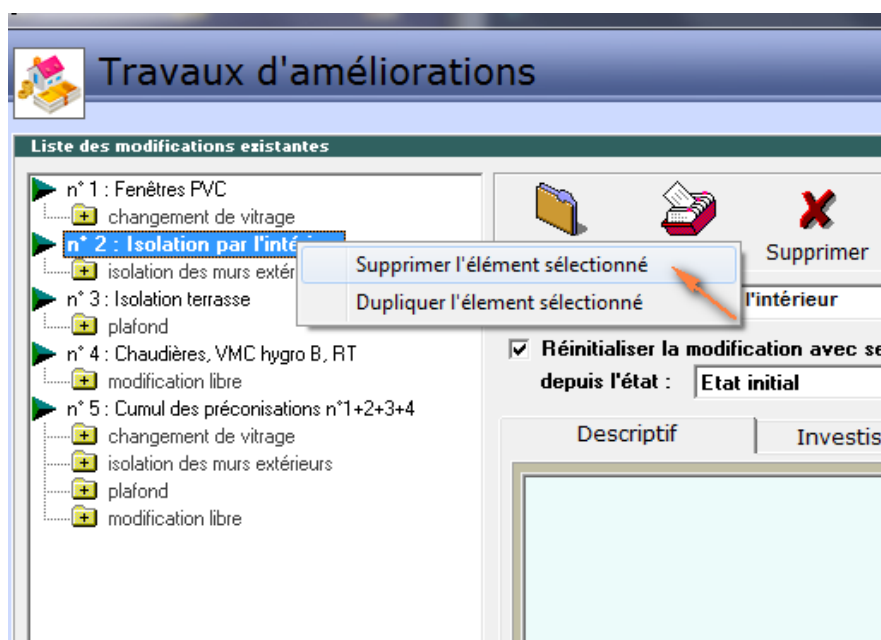 Travaux d'améliorations
Liste des modifications existantes
n° 1 : Fenêtres PVC
changement de vitrage
n° 2 : Isolation par l'inté
isolation des murs extér
n° 3 : Isolation terrasse
plafond
n° 4 : Chaudières, VMC hygro B, RT
modification libre
n° 5 : Cumul des préconisations n°1+2+3+4
changement de vitrage
isolation des murs extérieurs
plafond
modification libre
Supprimer l'élément sélectionné
Dupliquer l'élement sélectionné
Supprimer
l'intérieur
Réinitialiser la modification avec se
depuis l'état : Etat initial
Descriptif Investis